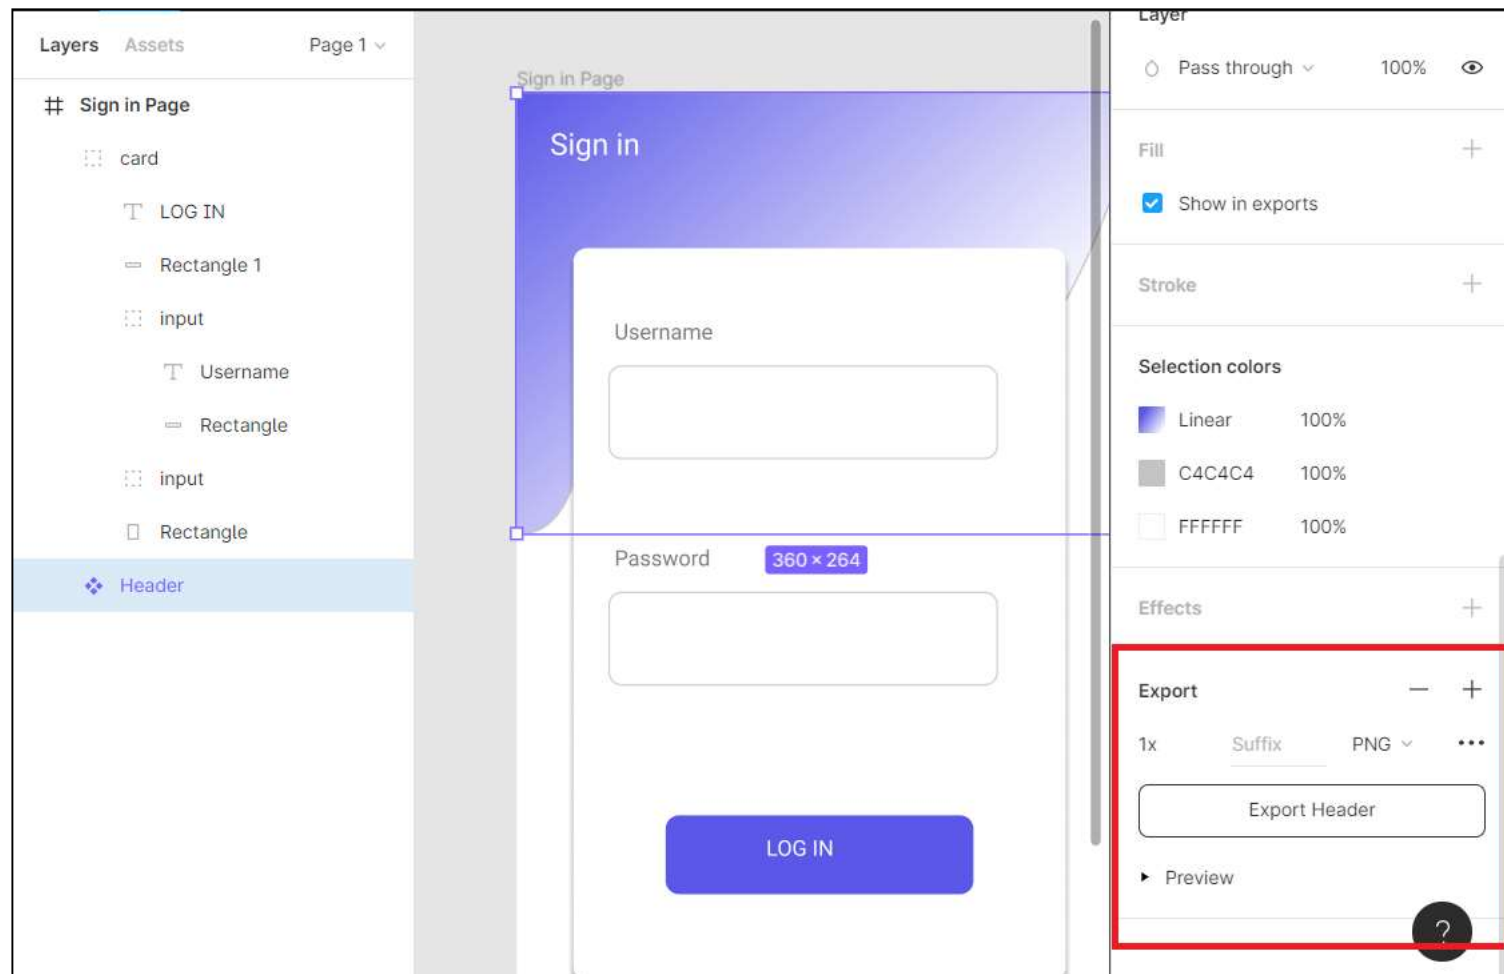 Layers Assets Page 1
Sign in Page
card
LOG IN
Rectangle 1
input
Username
Rectangle
input
Rectangle
Header
Sign in Page
Sign in
Username
Password
360 × 264
LOG IN
Layer
Pass through 100%
Fill
Show in exports
Stroke
Selection colors
Linear 100%
C4C4C4 100%
FFFFFF 100%
Effects
Export
1x Suffix PNG
Export Header
Preview
?